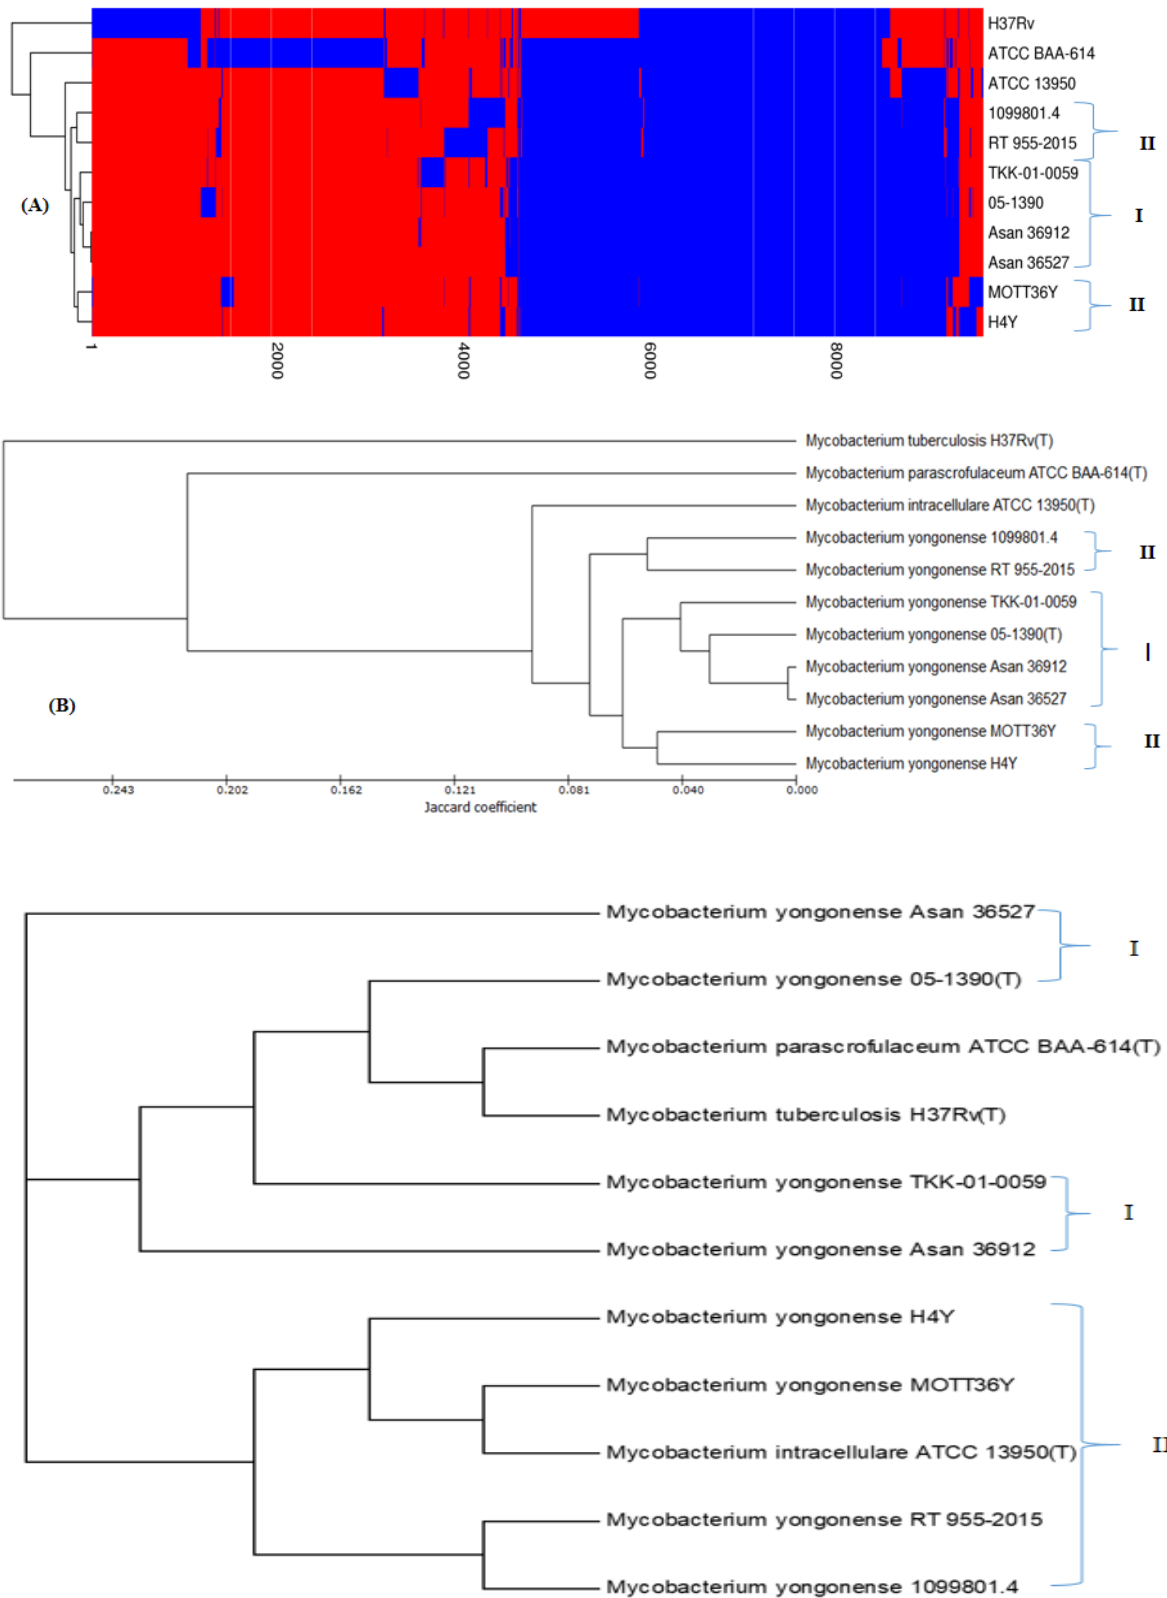 H37Rv
ATCC BAA-614
ATCC 13950
1099801.4
RT 955-2015
II
TKK-01-0059
(A)
05-1390
I
Asan 36912
Asan 36527
MOTT36Y
II
H4Y
1 2000 4000 6000 8000
Mycobacterium tuberculosis H37Rv(T)
Mycobacterium parascrofulaceum ATCC BAA-614(T)
Mycobacterium intracellulare ATCC 13950(T)
Mycobacterium yongonense 1099801.4
II
Mycobacterium yongonense RT 955-2015
Mycobacterium yongonense TKK-01-0059
Mycobacterium yongonense 05-1390(T)
I
Mycobacterium yongonense Asan 36912
Mycobacterium yongonense Asan 36527
(B)
Mycobacterium yongonense MOTT36Y
II
Mycobacterium yongonense H4Y
0.243 0.202 0.162 0.121 0.081 0.040 0.000
Jaccard coefficient
Mycobacterium yongonense Asan 36527
I
Mycobacterium yongonense 05-1390(T)
Mycobacterium parascrofulaceum ATCC BAA-614(T)
Mycobacterium tuberculosis H37Rv(T)
Mycobacterium yongonense TKK-01-0059
I
Mycobacterium yongonense Asan 36912
Mycobacterium yongonense H4Y
Mycobacterium yongonense MOTT36Y
II
Mycobacterium intracellulare ATCC 13950(T)
Mycobacterium yongonense RT 955-2015
Mycobacterium yongonense 1099801.4